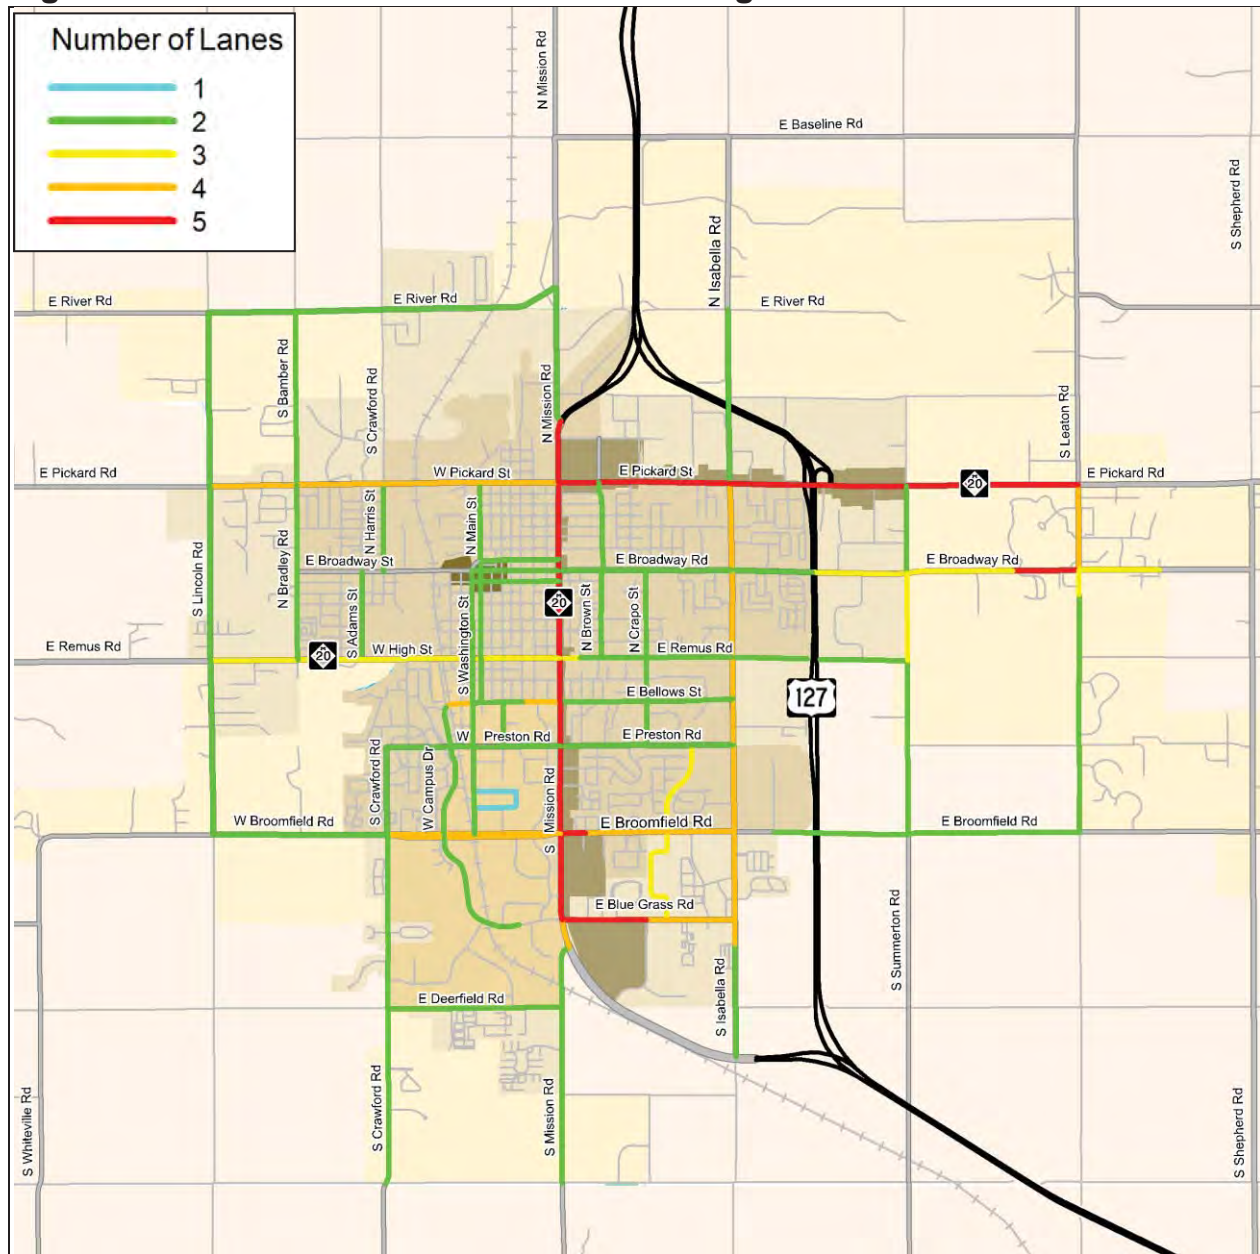 Number of Lanes
1
2
3
4
5
N Mission Rd
E Baseline Rd
S Shepherd Rd
N Isabella Rd
E River Rd
E River Rd
E River Rd
S Bamber Rd
S Crawford Rd
N Mission Rd
S Leaton Rd
E Pickard Rd
W Pickard St
E Pickard St
20
E Pickard Rd
N Harris St
N Main St
S Lincoln Rd
N Bradley Rd
E Broadway St
E Broadway Rd
E Broadway Rd
S Adams St
S Washington St
20
N Brown St
N Crapo St
E Remus Rd
20
W High St
E Remus Rd
E Bellows St
127
W Preston Rd
E Preston Rd
S Crawford Rd
W Campus Dr
S Mission Rd
W Broomfield Rd
E Broomfield Rd
E Broomfield Rd
E Blue Grass Rd
S Summerton Rd
S Isabella Rd
E Deerfield Rd
S Whiteville Rd
S Crawford Rd
S Mission Rd
S Shepherd Rd